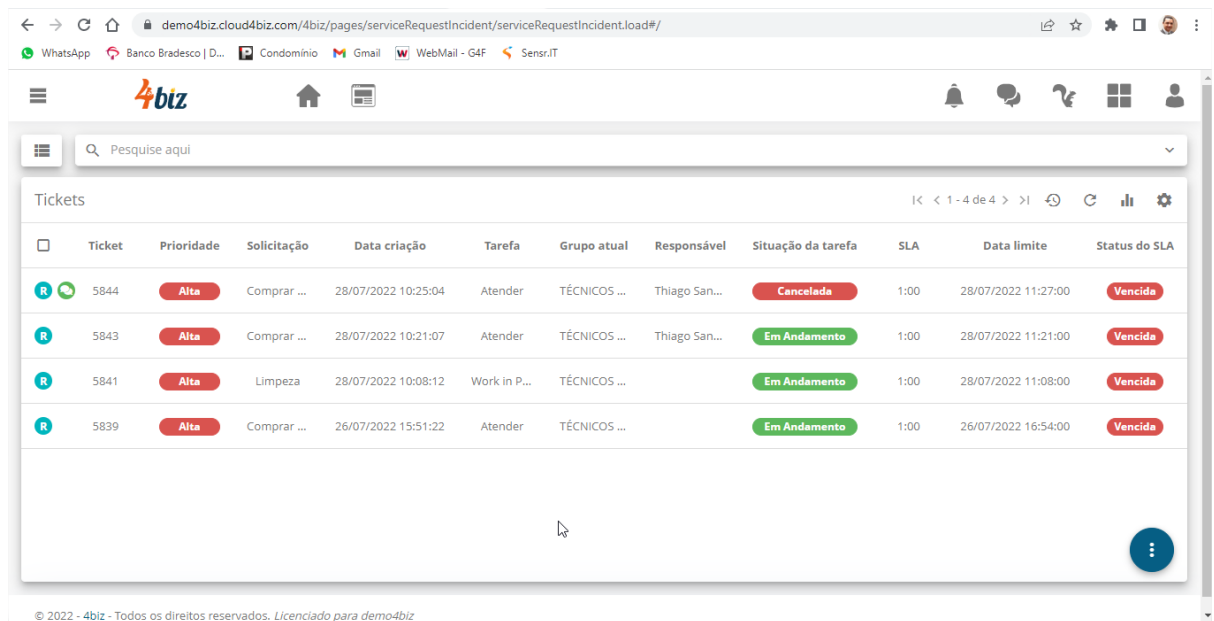 demo4biz.cloud4biz.com/4biz/pages/serviceRequestIncident/serviceRequestIncident.load#/
WhatsApp Banco Bradesco | D... Condomínio Gmail WebMail - G4F Sensr.IT
4biz
Pesquise aqui
Tickets 1 - 4 de 4
Ticket Prioridade Solicitação Data criação Tarefa Grupo atual Responsável Situação da tarefa SLA Data limite Status do SLA
R 5844 Alta Comprar ... 28/07/2022 10:25:04 Atender TÉCNICOS ... Thiago San... Cancelada 1:00 28/07/2022 11:27:00 Vencida
R 5843 Alta Comprar ... 28/07/2022 10:21:07 Atender TÉCNICOS ... Thiago San... Em Andamento 1:00 28/07/2022 11:21:00 Vencida
R 5841 Alta Limpeza 28/07/2022 10:08:12 Work in P... TÉCNICOS ... Em Andamento 1:00 28/07/2022 11:08:00 Vencida
R 5839 Alta Comprar ... 26/07/2022 15:51:22 Atender TÉCNICOS ... Em Andamento 1:00 26/07/2022 16:54:00 Vencida
© 2022 - 4biz - Todos os direitos reservados. Licenciado para demo4biz